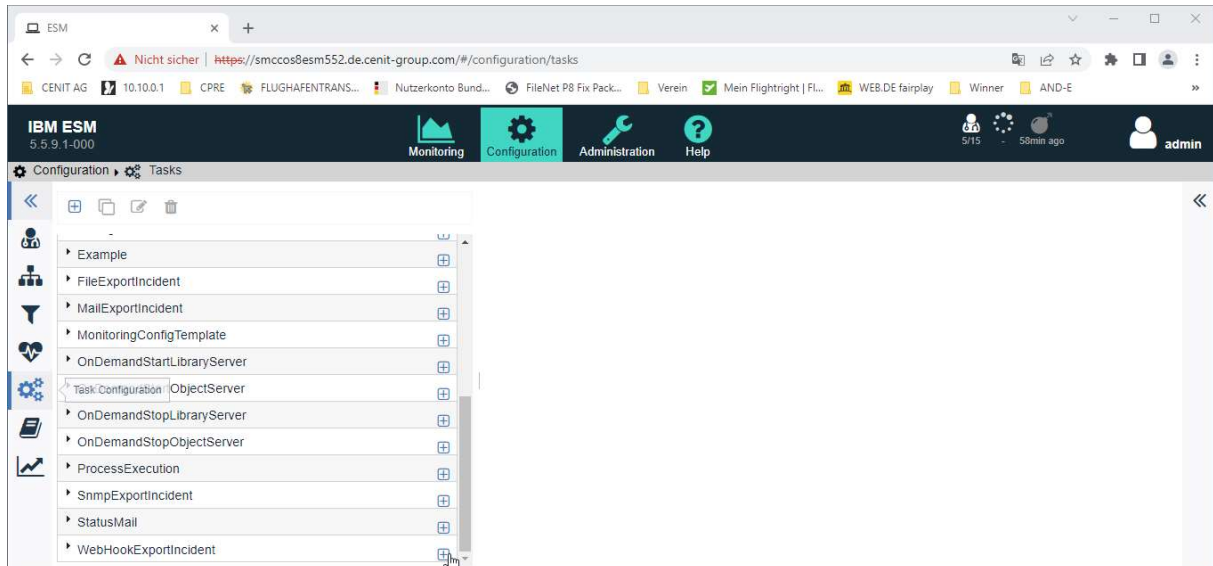 ESM
Nicht sicher | https://smccos8esm552.de.cenit-group.com/#/configuration/tasks
CENIT AG 10.10.0.1 CPRE FLUGHAFENTRANS... Nutzerkonto Bund... FileNet P8 Fix Pack... Verein Mein Flightright | Fl... WEB.DE fairplay Winner AND-E »
IBM ESM
5.5.9.1-000
Monitoring Configuration Administration Help
5/15 - 58min ago
admin
Configuration Tasks
Example
FileExportIncident
MailExportIncident
MonitoringConfigTemplate
OnDemandStartLibraryServer
Task Configuration ObjectServer
OnDemandStopLibraryServer
OnDemandStopObjectServer
ProcessExecution
SnmpExportIncident
StatusMail
WebHookExportIncident